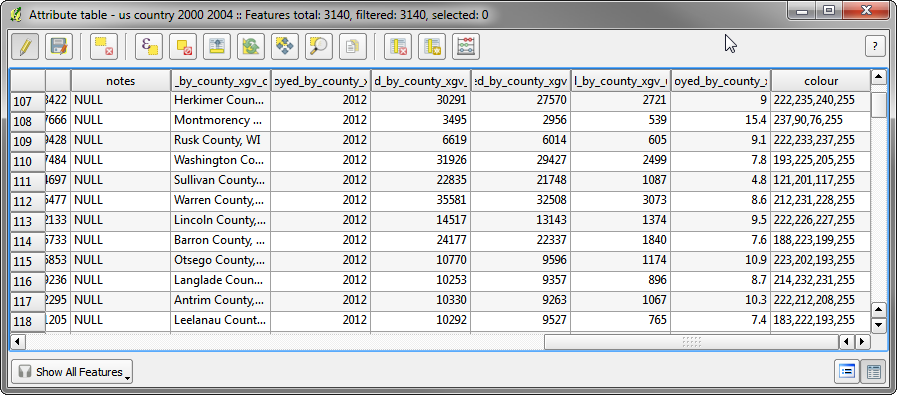 Attribute table - us country 2000 2004 :: Features total: 3140, filtered: 3140, selected: 0
ε
?
notes _by_county_xgv_c oyed_by_county_x d_by_county_xgv_ ed_by_county_xgv l_by_county_xgv_ oyed_by_county_x colour
107 3422 NULL Herkimer Coun... 2012 30291 27570 2721 9 222,235,240,255
108 7666 NULL Montmorency ... 2012 3495 2956 539 15.4 237,90,76,255
109 9428 NULL Rusk County, WI 2012 6619 6014 605 9.1 222,233,237,255
110 7484 NULL Washington Co... 2012 31926 29427 2499 7.8 193,225,205,255
111 4697 NULL Sullivan County... 2012 22835 21748 1087 4.8 121,201,117,255
112 5477 NULL Warren County,... 2012 35581 32508 3073 8.6 212,231,228,255
113 2133 NULL Lincoln County,... 2012 14517 13143 1374 9.5 222,226,227,255
114 5733 NULL Barron County, ... 2012 24177 22337 1840 7.6 188,223,199,255
115 5853 NULL Otsego County,... 2012 10770 9596 1174 10.9 223,202,193,255
116 9236 NULL Langlade Coun... 2012 10253 9357 896 8.7 214,232,231,255
117 2295 NULL Antrim County,... 2012 10330 9263 1067 10.3 222,212,208,255
118 1205 NULL Leelanau Count... 2012 10292 9527 765 7.4 183,222,193,255
Show All Features